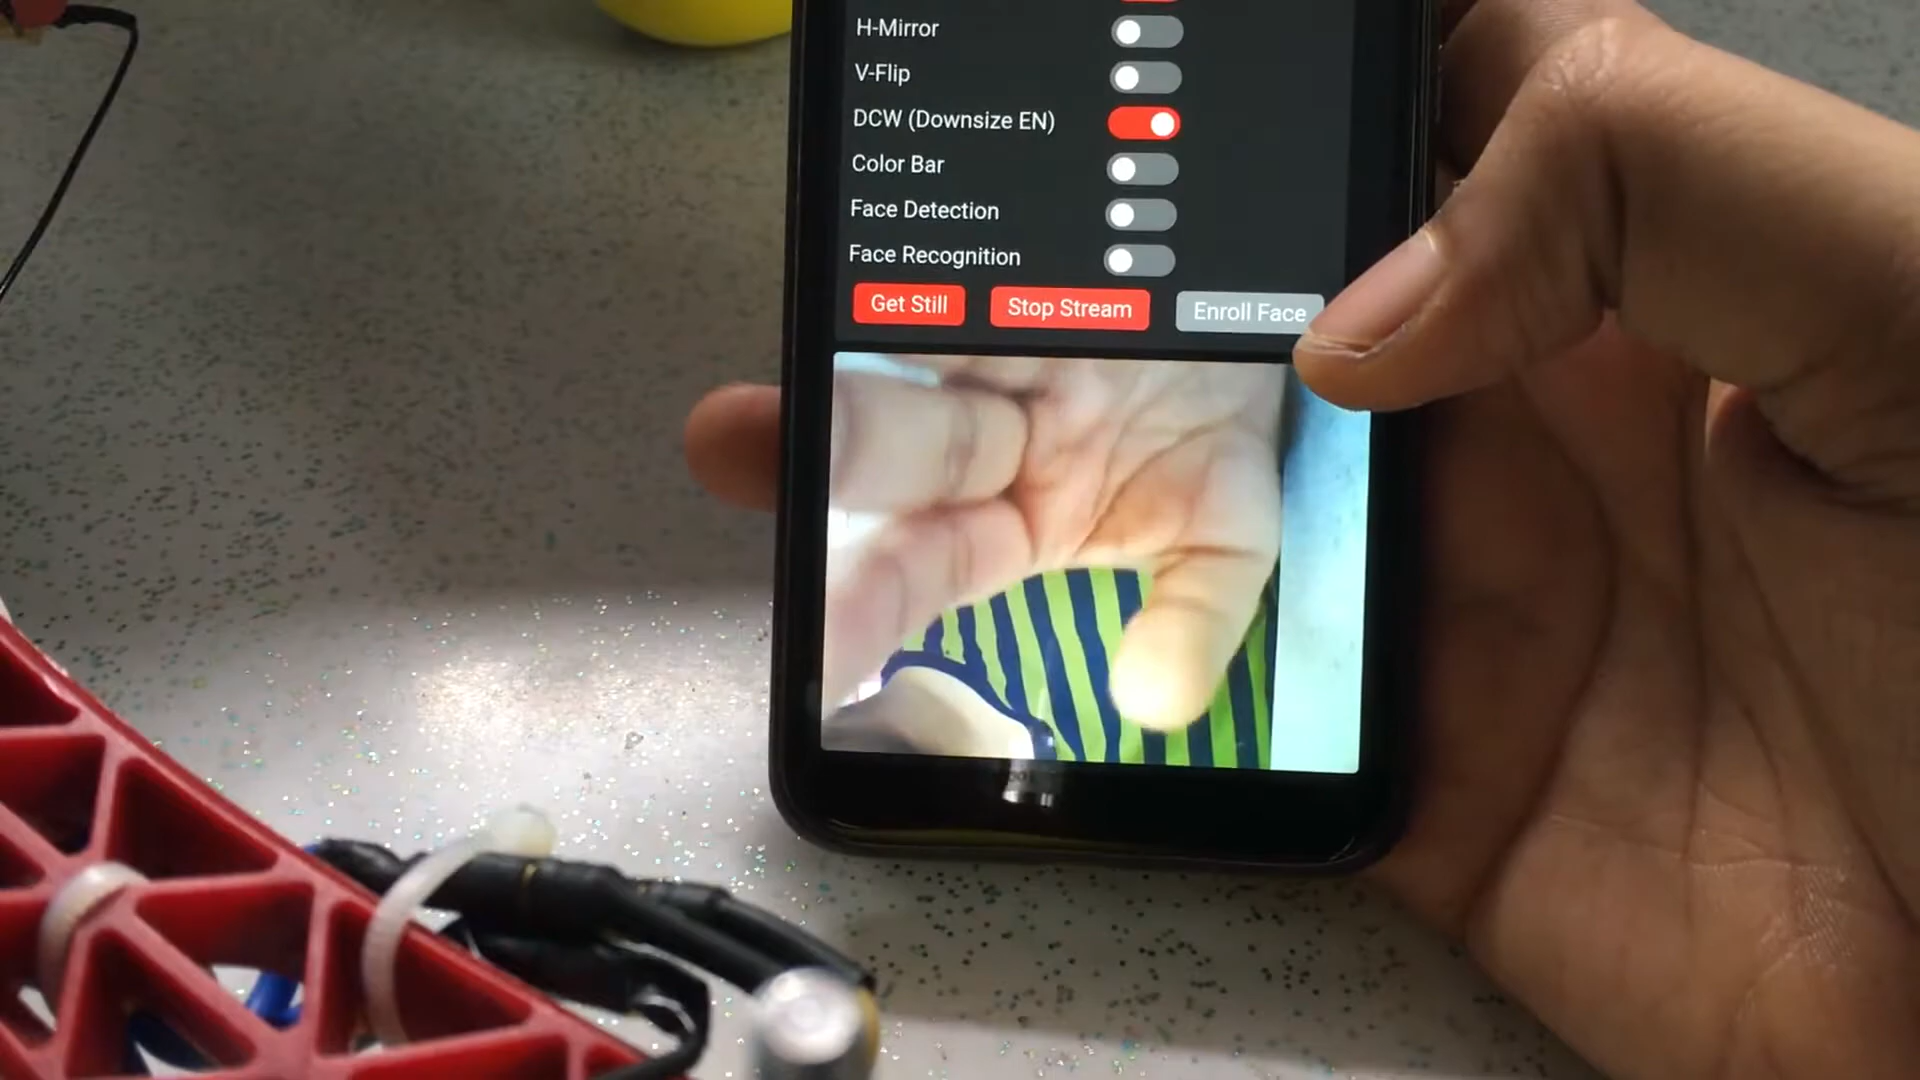 H-Mirror
V-Flip
DCW (Downsize EN)
Color Bar
Face Detection
Face Recognition
Get Still Stop Stream Enroll Face